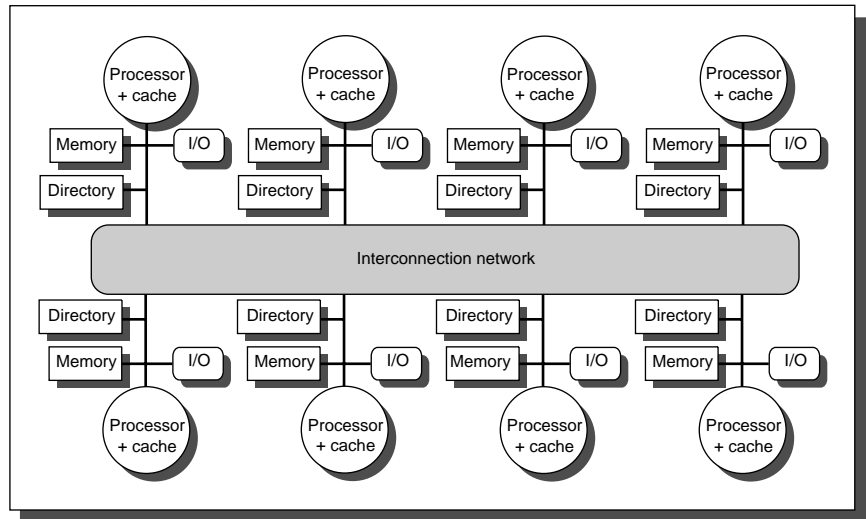 Processor
+ cache
Processor
+ cache
Processor
+ cache
Processor
+ cache
Memory
I/O
Memory
I/O
Memory
I/O
Memory
I/O
Directory
Directory
Directory
Directory
Interconnection network
Directory
Directory
Directory
Directory
Memory
I/O
Memory
I/O
Memory
I/O
Memory
I/O
Processor
+ cache
Processor
+ cache
Processor
+ cache
Processor
+ cache